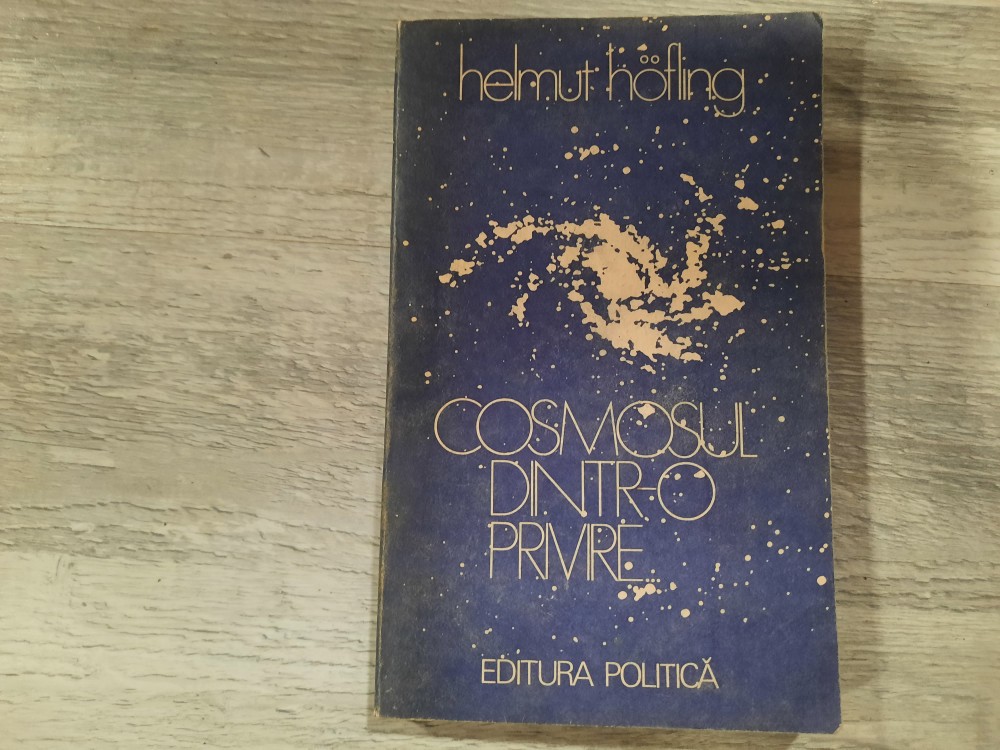 helmut höfling
COSMOSUL
DINTR-O
PRIVIRE...
EDITURA POLITICĂ